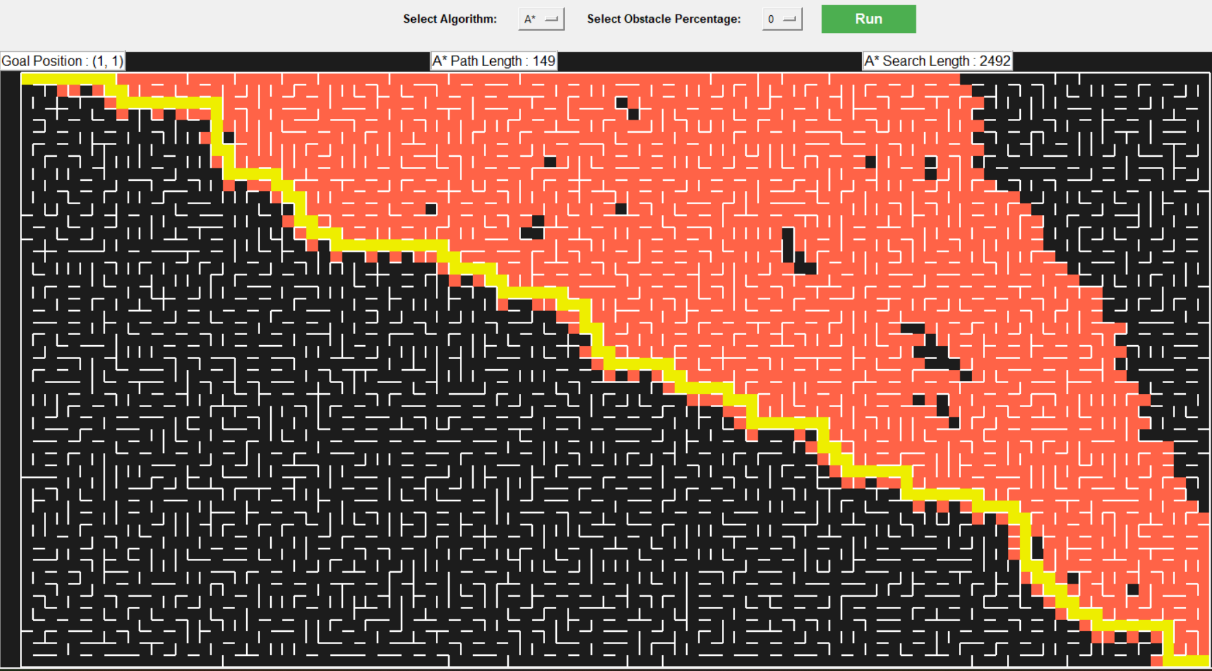 Select Algorithm: A* Select Obstacle Percentage: 0 Run
Goal Position : (1, 1) A* Path Length : 149 A* Search Length : 2492